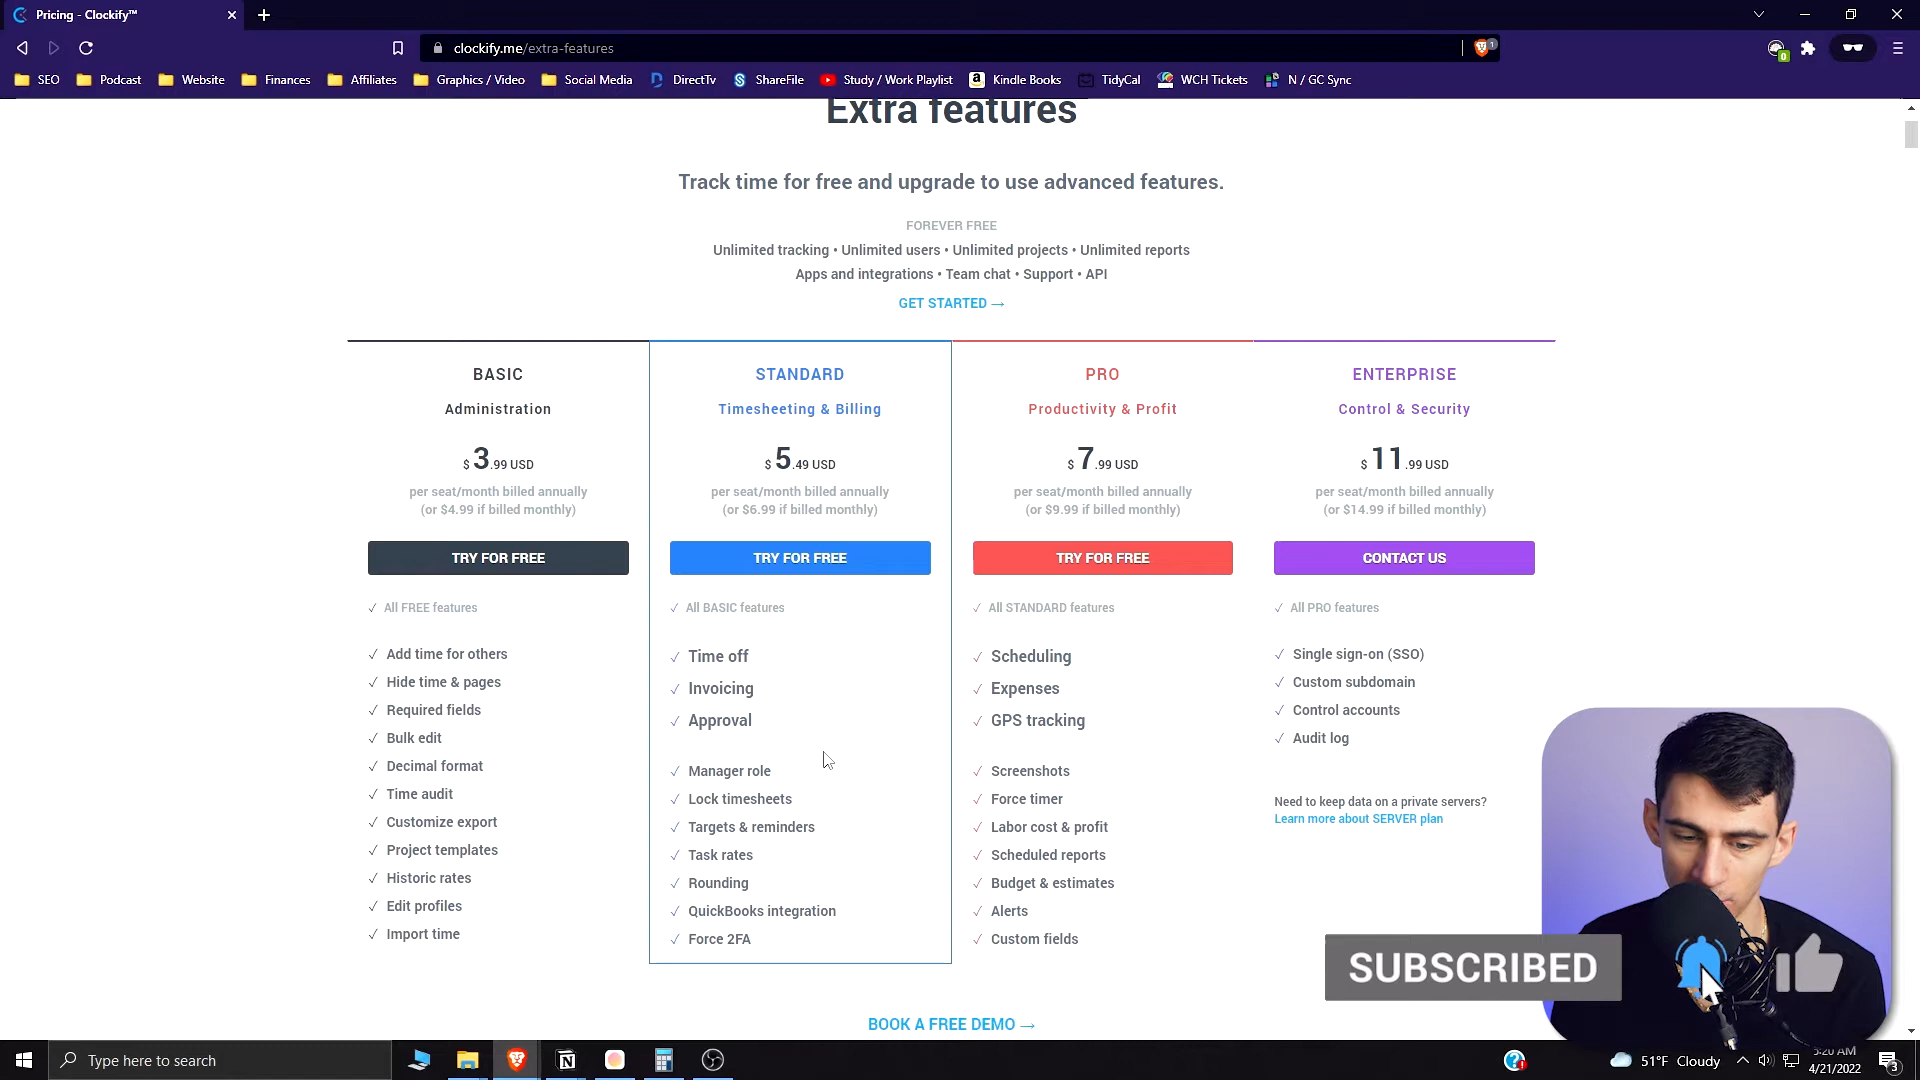 Pricing - Clockify™
clockify.me/extra-features
1
0
SEO
Podcast
Website
Finances
Affiliates
Graphics / Video
Social Media
DirectTv
ShareFile
Study / Work Playlist
Kindle Books
TidyCal
WCH Tickets
N / GC Sync
Extra features
Track time for free and upgrade to use advanced features.
FOREVER FREE
Unlimited tracking • Unlimited users • Unlimited projects • Unlimited reports
Apps and integrations • Team chat • Support • API
GET STARTED →
BASIC
Administration
$ 3.99 USD
per seat/month billed annually
(or $4.99 if billed monthly)
TRY FOR FREE
✓ All FREE features
✓ Add time for others
✓ Hide time & pages
✓ Required fields
✓ Bulk edit
✓ Decimal format
✓ Time audit
✓ Customize export
✓ Project templates
✓ Historic rates
✓ Edit profiles
✓ Import time
STANDARD
Timesheeting & Billing
$ 5.49 USD
per seat/month billed annually
(or $6.99 if billed monthly)
TRY FOR FREE
✓ All BASIC features
✓ Time off
✓ Invoicing
✓ Approval
✓ Manager role
✓ Lock timesheets
✓ Targets & reminders
✓ Task rates
✓ Rounding
✓ QuickBooks integration
✓ Force 2FA
PRO
Productivity & Profit
$ 7.99 USD
per seat/month billed annually
(or $9.99 if billed monthly)
TRY FOR FREE
✓ All STANDARD features
✓ Scheduling
✓ Expenses
✓ GPS tracking
✓ Screenshots
✓ Force timer
✓ Labor cost & profit
✓ Scheduled reports
✓ Budget & estimates
✓ Alerts
✓ Custom fields
ENTERPRISE
Control & Security
$ 11.99 USD
per seat/month billed annually
(or $14.99 if billed monthly)
CONTACT US
✓ All PRO features
✓ Single sign-on (SSO)
✓ Custom subdomain
✓ Control accounts
✓ Audit log
Need to keep data on a private servers?
Learn more about SERVER plan
SUBSCRIBED
BOOK A FREE DEMO →
Type here to search
51°F Cloudy
4/21/2022
3